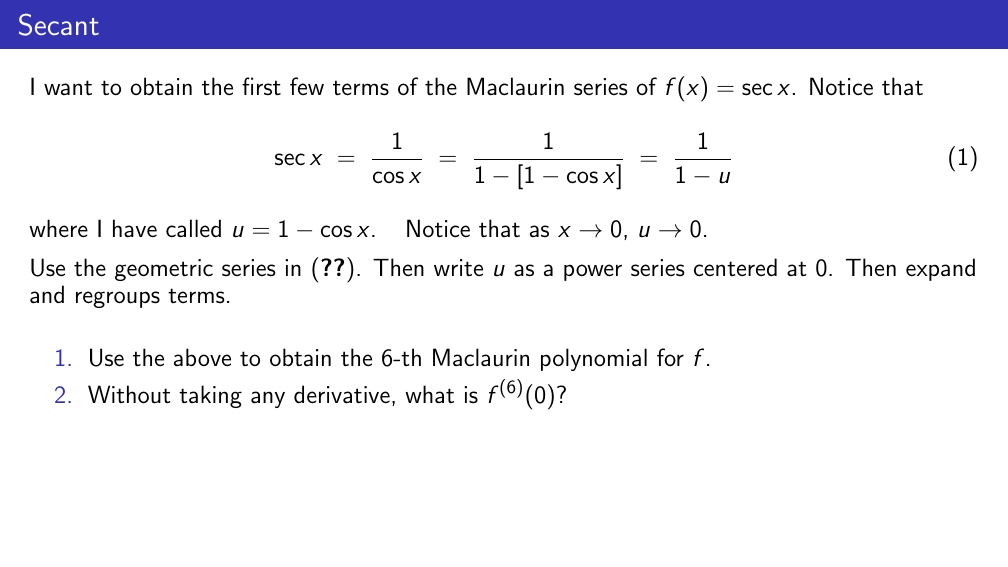 Secant
I want to obtain the first few terms of the Maclaurin series of f(x) = sec x. Notice that
sec x = 1/cos x = 1/(1 − [1 − cos x]) = 1/(1 − u) (1)
where I have called u = 1 − cos x. Notice that as x → 0, u → 0.
Use the geometric series in (??). Then write u as a power series centered at 0. Then expand
and regroups terms.
1. Use the above to obtain the 6-th Maclaurin polynomial for f.
2. Without taking any derivative, what is f⁽⁶⁾(0)?